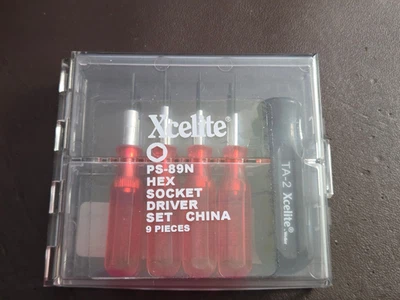 Xcelite®
PS-89N
HEX
SOCKET
DRIVER
SET CHINA
9 PIECES
TA-2 Xcelite®